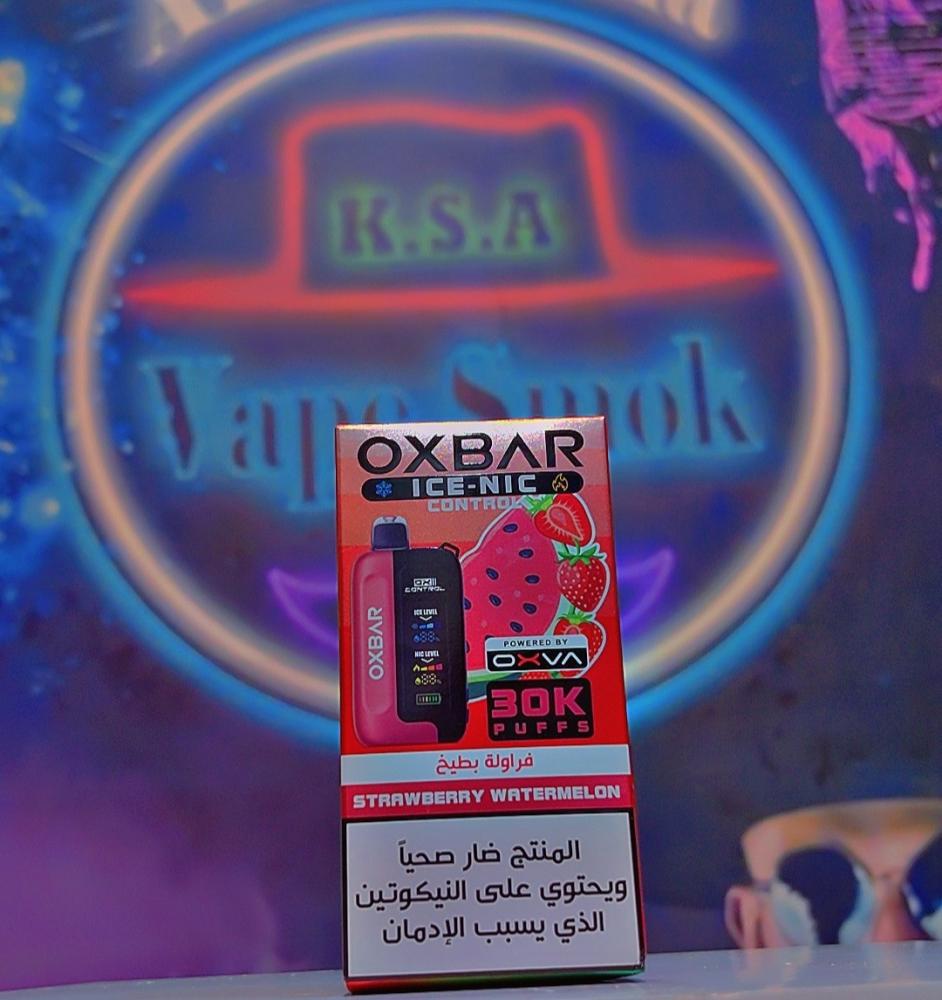 K.S.A
Vape Smok
OXBAR
ICE-NIC
CONTROL
OXBAR
CONTROL
ICE LEVEL
NIC LEVEL
POWERED BY
OXVA
30K
PUFFS
فراولة بطيخ
STRAWBERRY WATERMELON
المنتج ضار صحياً
ويحتوي على النيكوتين
الذي يسبب الإدمان